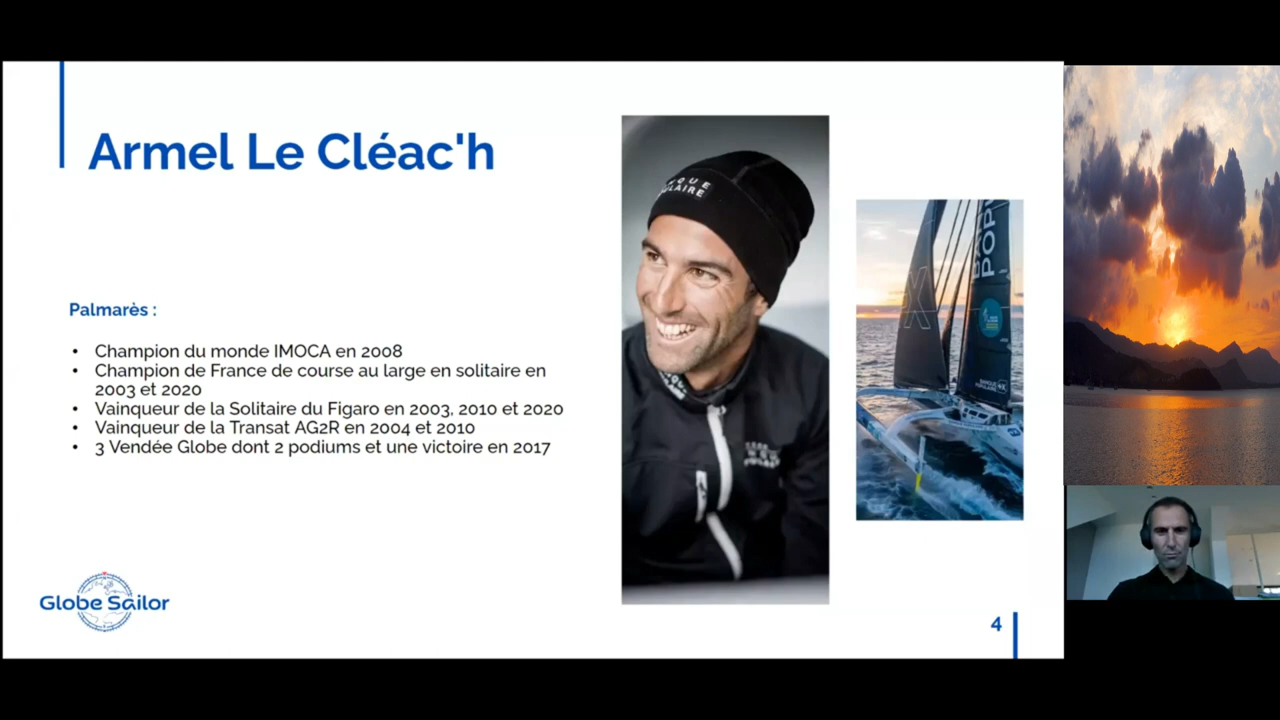 Armel Le Cléac'h
Palmarès :
• Champion du monde IMOCA en 2008
• Champion de France de course au large en solitaire en
2003 et 2020
• Vainqueur de la Solitaire du Figaro en 2003, 2010 et 2020
• Vainqueur de la Transat AG2R en 2004 et 2010
• 3 Vendée Globe dont 2 podiums et une victoire en 2017
BANQUE
POPULAIRE
Globe Sailor
4